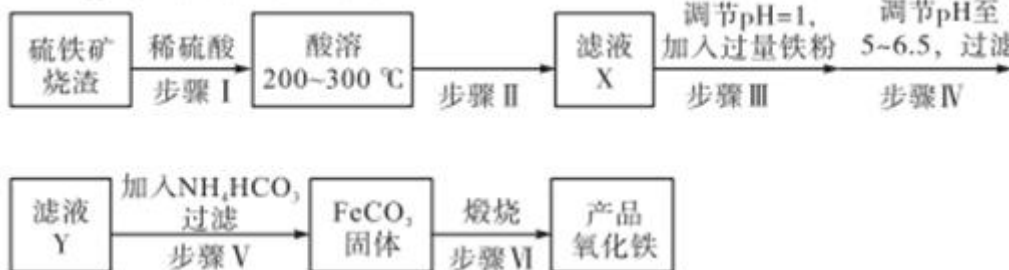 调节pH=1, 调节pH至
硫铁矿 稀硫酸 酸溶 滤液 加入过量铁粉 5~6.5，过滤
烧渣 步骤Ⅰ 200~300 ℃ 步骤Ⅱ X 步骤Ⅲ 步骤Ⅳ
滤液 加入NH₄HCO₃ FeCO₃ 煅烧 产品
Y 过滤 固体 步骤Ⅵ 氧化铁
步骤Ⅴ